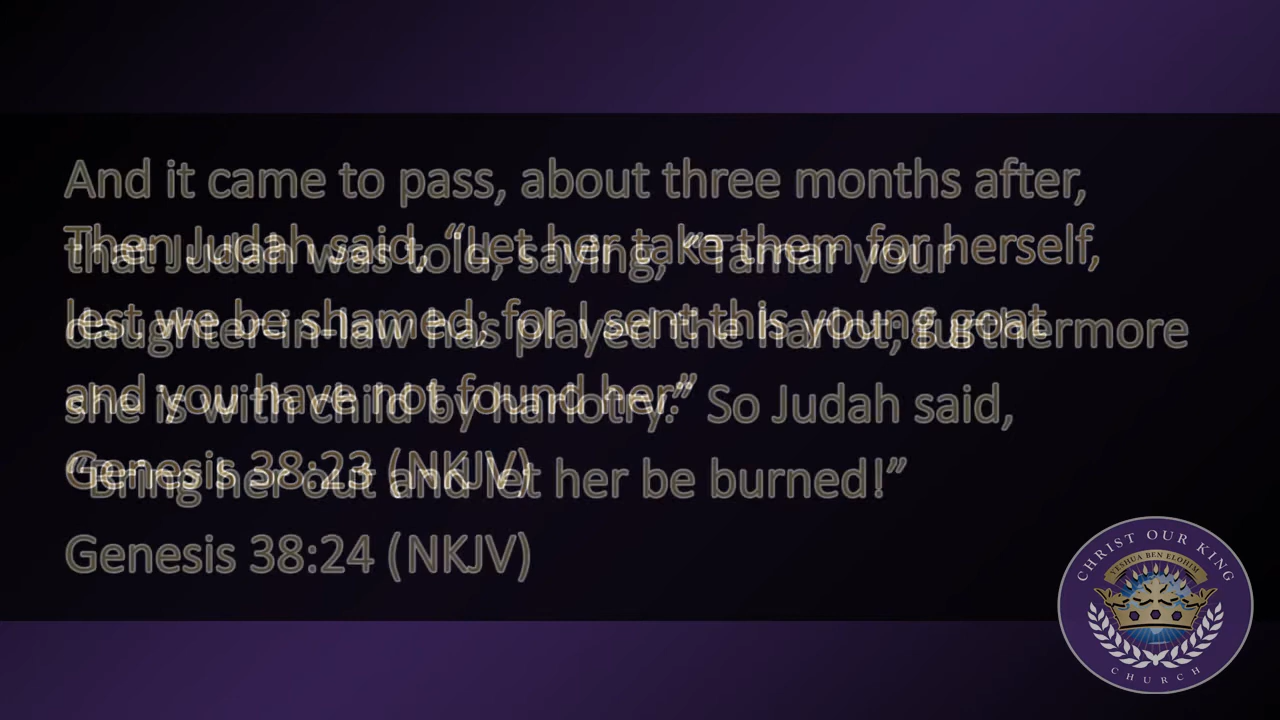 And it came to pass, about three months after,
Then Judah said, “Let her take them for herself,
that Judah was told, saying, “Tamar your
lest we be shamed; for I sent this young goat
daughter-in-law has played the harlot; furthermore
and you have not found her.”
she is with child by harlotry.” So Judah said,
Genesis 38:23 (NKJV)
“Bring her out and let her be burned!”
Genesis 38:24 (NKJV)
CHRIST OUR KING
YESHUA BEN ELOHIM
CHURCH